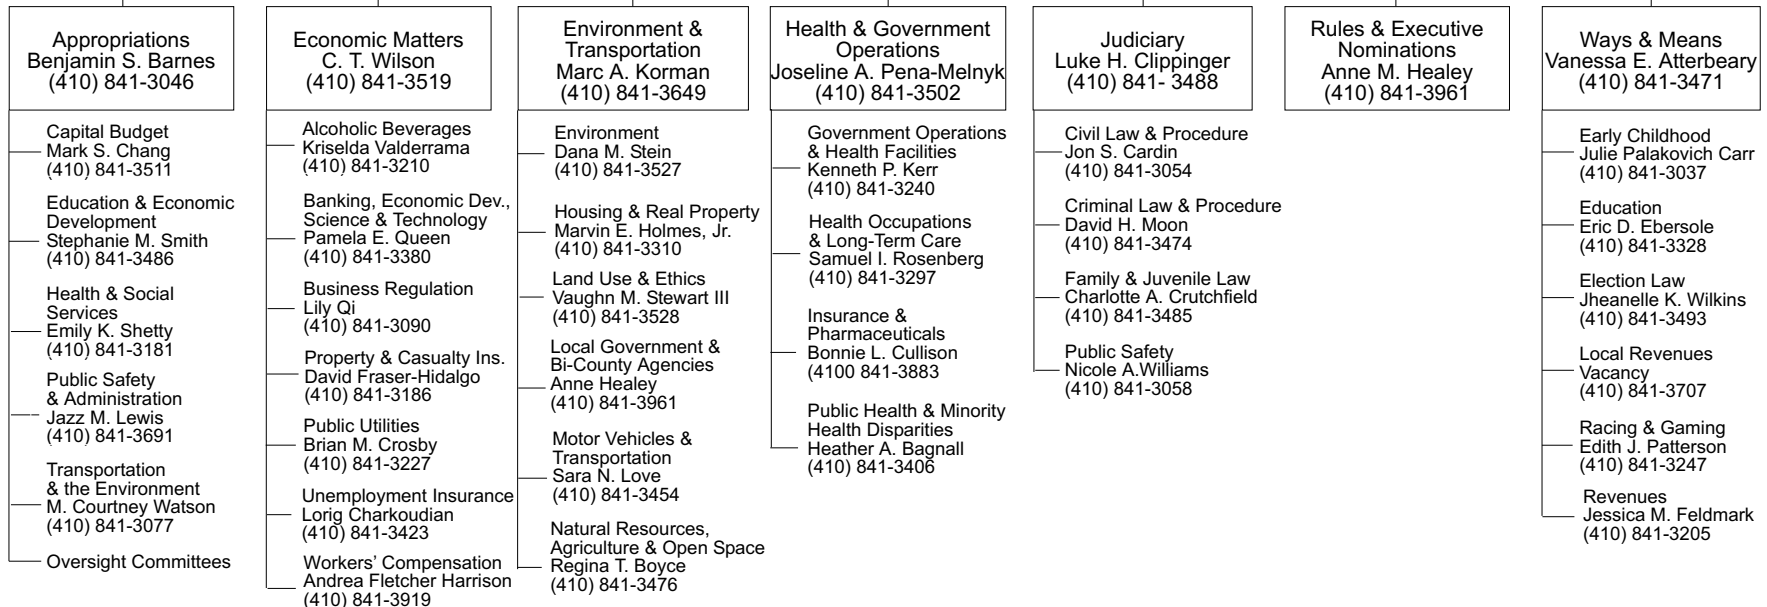 Appropriations
Benjamin S. Barnes
(410) 841-3046
Capital Budget
Mark S. Chang
(410) 841-3511
Education & Economic
Development
Stephanie M. Smith
(410) 841-3486
Health & Social
Services
Emily K. Shetty
(410) 841-3181
Public Safety
& Administration
Jazz M. Lewis
(410) 841-3691
Transportation
& the Environment
M. Courtney Watson
(410) 841-3077
Oversight Committees
Economic Matters
C. T. Wilson
(410) 841-3519
Alcoholic Beverages
Kriselda Valderrama
(410) 841-3210
Banking, Economic Dev.,
Science & Technology
Pamela E. Queen
(410) 841-3380
Business Regulation
Lily Qi
(410) 841-3090
Property & Casualty Ins.
David Fraser-Hidalgo
(410) 841-3186
Public Utilities
Brian M. Crosby
(410) 841-3227
Unemployment Insurance
Lorig Charkoudian
(410) 841-3423
Workers' Compensation
Andrea Fletcher Harrison
(410) 841-3919
Environment &
Transportation
Marc A. Korman
(410) 841-3649
Environment
Dana M. Stein
(410) 841-3527
Housing & Real Property
Marvin E. Holmes, Jr.
(410) 841-3310
Land Use & Ethics
Vaughn M. Stewart III
(410) 841-3528
Local Government &
Bi-County Agencies
Anne Healey
(410) 841-3961
Motor Vehicles &
Transportation
Sara N. Love
(410) 841-3454
Natural Resources,
Agriculture & Open Space
Regina T. Boyce
(410) 841-3476
Health & Government
Operations
Joseline A. Pena-Melnyk
(410) 841-3502
Government Operations
& Health Facilities
Kenneth P. Kerr
(410) 841-3240
Health Occupations
& Long-Term Care
Samuel I. Rosenberg
(410) 841-3297
Insurance &
Pharmaceuticals
Bonnie L. Cullison
(4100 841-3883
Public Health & Minority
Health Disparities
Heather A. Bagnall
(410) 841-3406
Judiciary
Luke H. Clippinger
(410) 841- 3488
Civil Law & Procedure
Jon S. Cardin
(410) 841-3054
Criminal Law & Procedure
David H. Moon
(410) 841-3474
Family & Juvenile Law
Charlotte A. Crutchfield
(410) 841-3485
Public Safety
Nicole A.Williams
(410) 841-3058
Rules & Executive
Nominations
Anne M. Healey
(410) 841-3961
Ways & Means
Vanessa E. Atterbeary
(410) 841-3471
Early Childhood
Julie Palakovich Carr
(410) 841-3037
Education
Eric D. Ebersole
(410) 841-3328
Election Law
Jheanelle K. Wilkins
(410) 841-3493
Local Revenues
Vacancy
(410) 841-3707
Racing & Gaming
Edith J. Patterson
(410) 841-3247
Revenues
Jessica M. Feldmark
(410) 841-3205